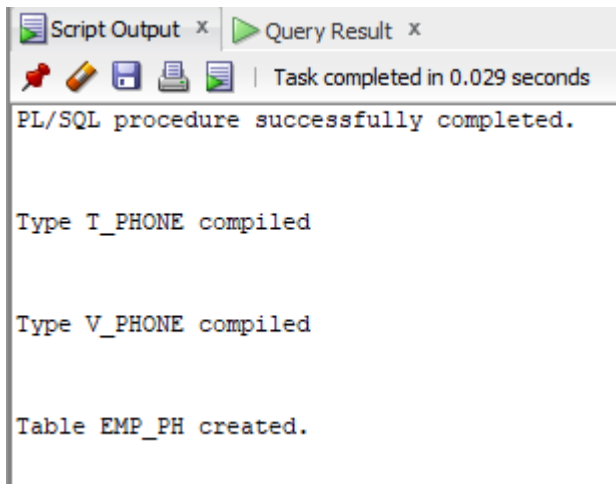 Script Output x Query Result x
Task completed in 0.029 seconds
PL/SQL procedure successfully completed.
Type T_PHONE compiled
Type V_PHONE compiled
Table EMP_PH created.